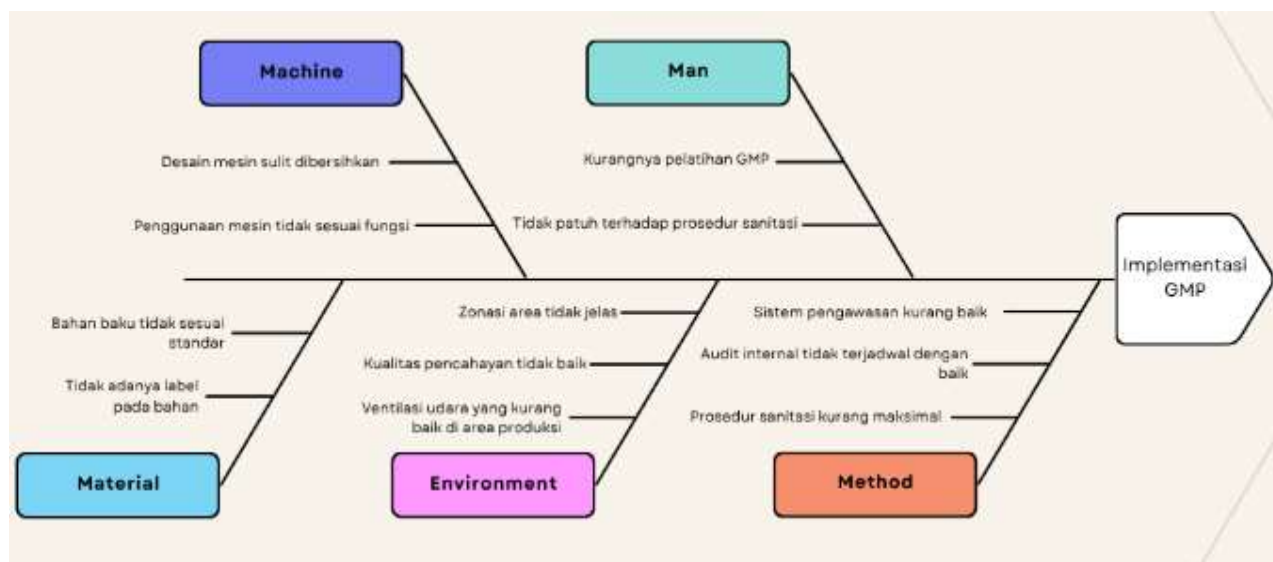 Machine
Man
Desain mesin sulit dibersihkan
Kurangnya pelatihan GMP
Penggunaan mesin tidak sesuai fungsi
Tidak patuh terhadap prosedur sanitasi
Implementasi
GMP
Bahan baku tidak sesuai
standar
Tidak adanya label
pada bahan
Zonasi area tidak jelas
Kualitas pencahayan tidak baik
Ventilasi udara yang kurang
baik di area produksi
Sistem pengawasan kurang baik
Audit internal tidak terjadwal dengan
baik
Prosedur sanitasi kurang maksimal
Material
Environment
Method